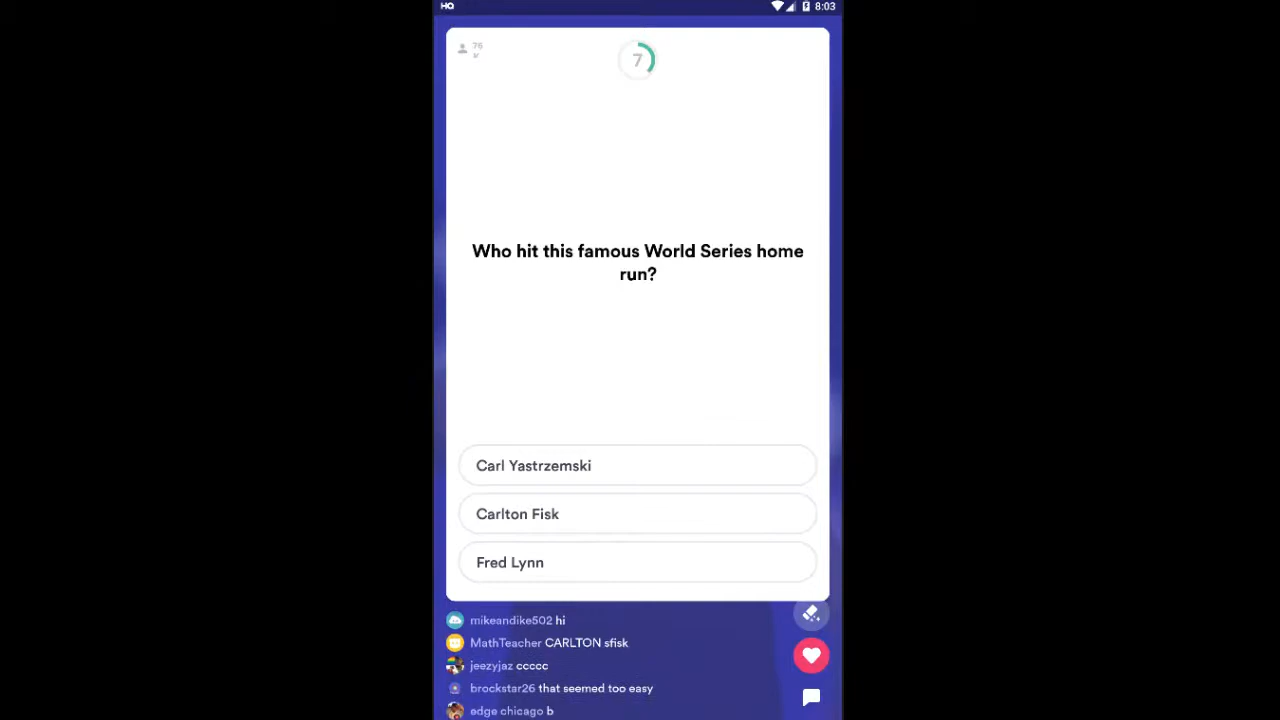 HQ
8:03
76
7
Who hit this famous World Series home
run?
Carl Yastrzemski
Carlton Fisk
Fred Lynn
mikeandike502 hi
MathTeacher CARLTON sfisk
jeezyjaz ccccc
brockstar26 that seemed too easy
edge chicago b